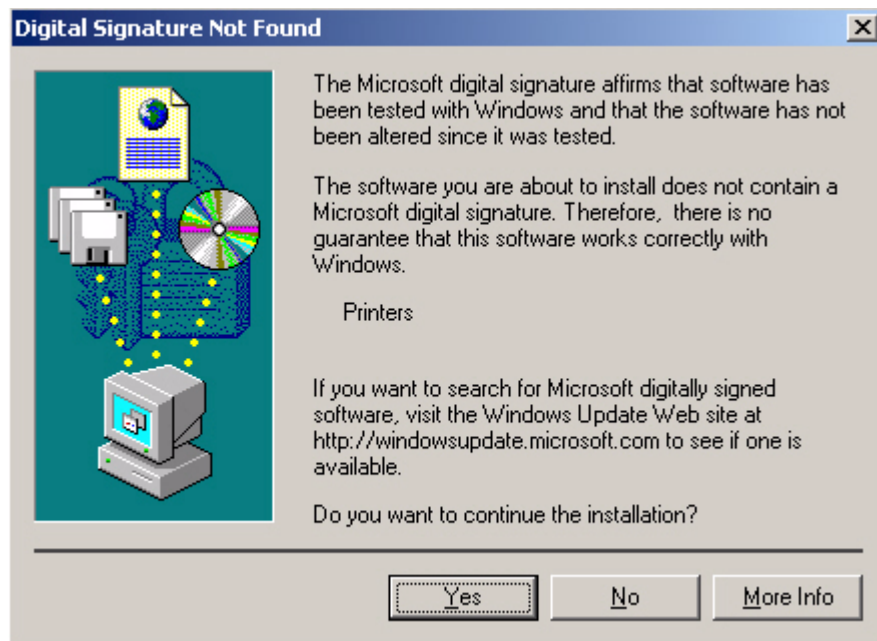 Digital Signature Not Found
The Microsoft digital signature affirms that software has
been tested with Windows and that the software has not
been altered since it was tested.
The software you are about to install does not contain a
Microsoft digital signature. Therefore,  there is no
guarantee that this software works correctly with
Windows.
Printers
If you want to search for Microsoft digitally signed
software, visit the Windows Update Web site at
http://windowsupdate.microsoft.com to see if one is
available.
Do you want to continue the installation?
Yes
No
More Info